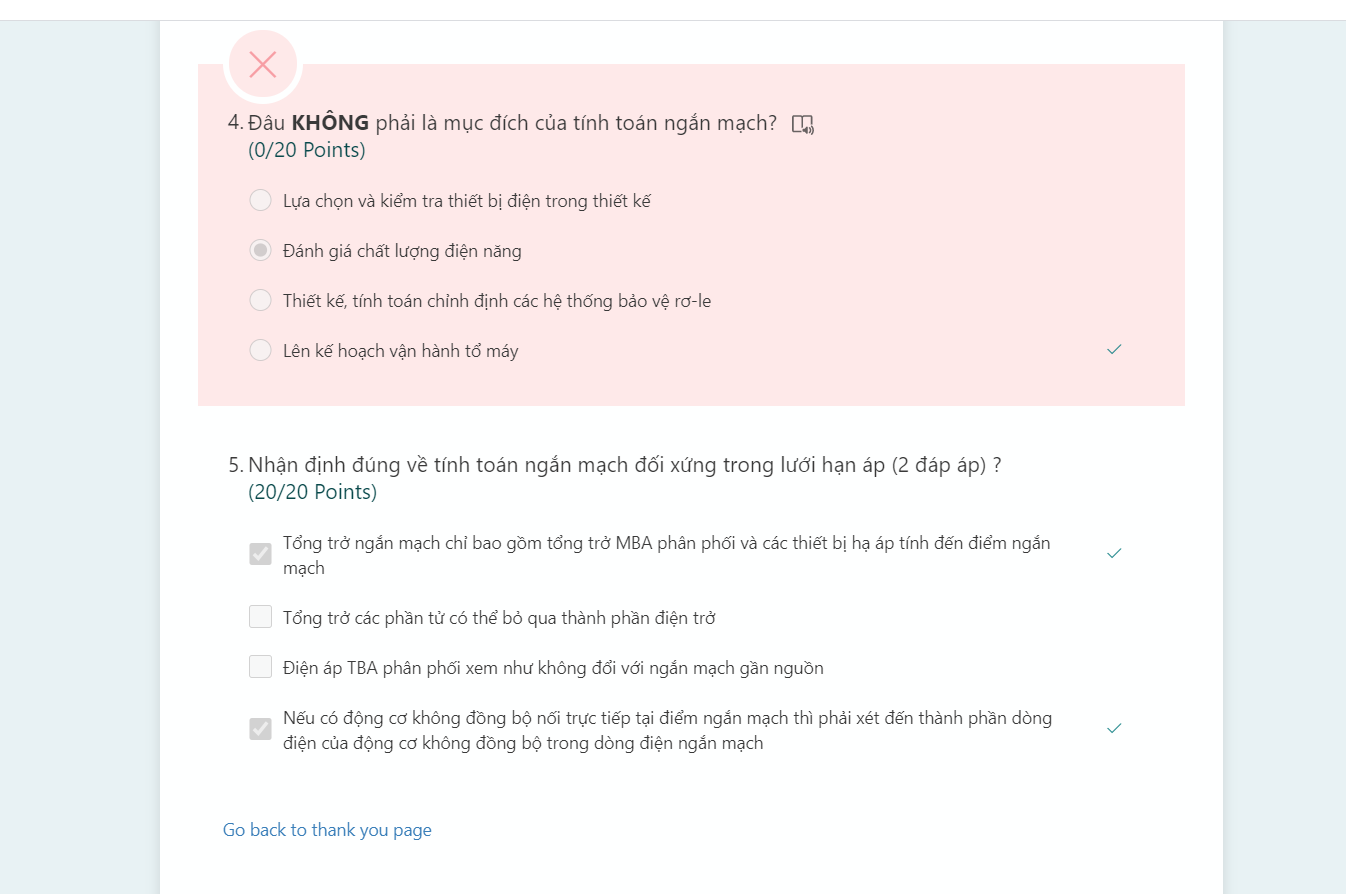 4. Đâu KHÔNG phải là mục đích của tính toán ngắn mạch?
(0/20 Points)
Lựa chọn và kiểm tra thiết bị điện trong thiết kế
Đánh giá chất lượng điện năng
Thiết kế, tính toán chỉnh định các hệ thống bảo vệ rơ-le
Lên kế hoạch vận hành tổ máy
5. Nhận định đúng về tính toán ngắn mạch đối xứng trong lưới hạn áp (2 đáp áp) ?
(20/20 Points)
Tổng trở ngắn mạch chỉ bao gồm tổng trở MBA phân phối và các thiết bị hạ áp tính đến điểm ngắn
mạch
Tổng trở các phần tử có thể bỏ qua thành phần điện trở
Điện áp TBA phân phối xem như không đổi với ngắn mạch gần nguồn
Nếu có động cơ không đồng bộ nối trực tiếp tại điểm ngắn mạch thì phải xét đến thành phần dòng
điện của động cơ không đồng bộ trong dòng điện ngắn mạch
Go back to thank you page